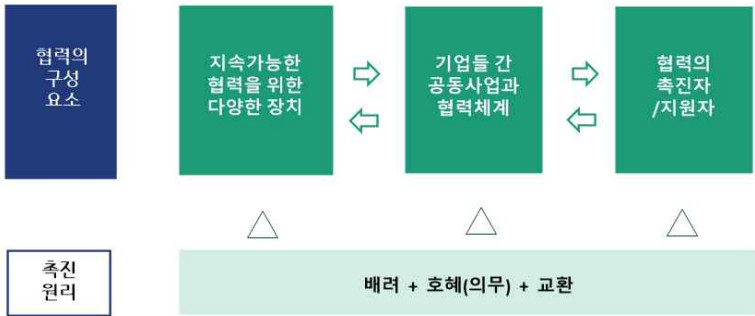 협력의
구성
요소
지속가능한
협력을 위한
다양한 장치
기업들 간
공동사업과
협력체계
협력의
촉진자
/지원자
촉진
원리
배려 + 호혜(의무) + 교환